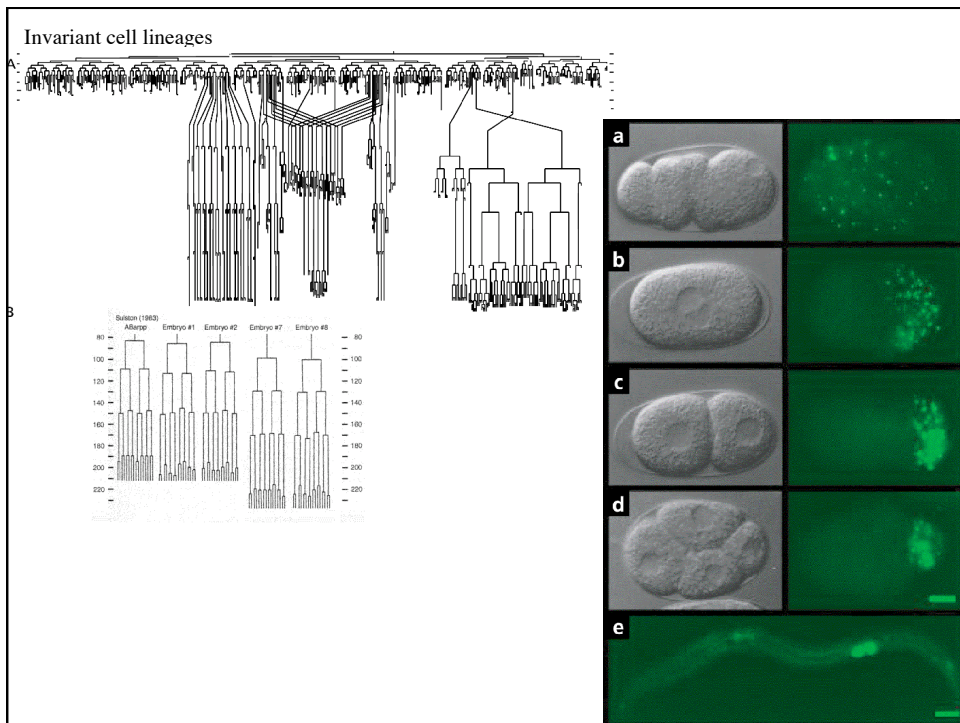 Invariant cell lineages
A
B
Sulston (1983)
ABarpp Embryo #1 Embryo #2 Embryo #7 Embryo #8
80 80
100 100
120 120
140 140
160 160
180 180
200 200
220 220
a
b
c
d
e